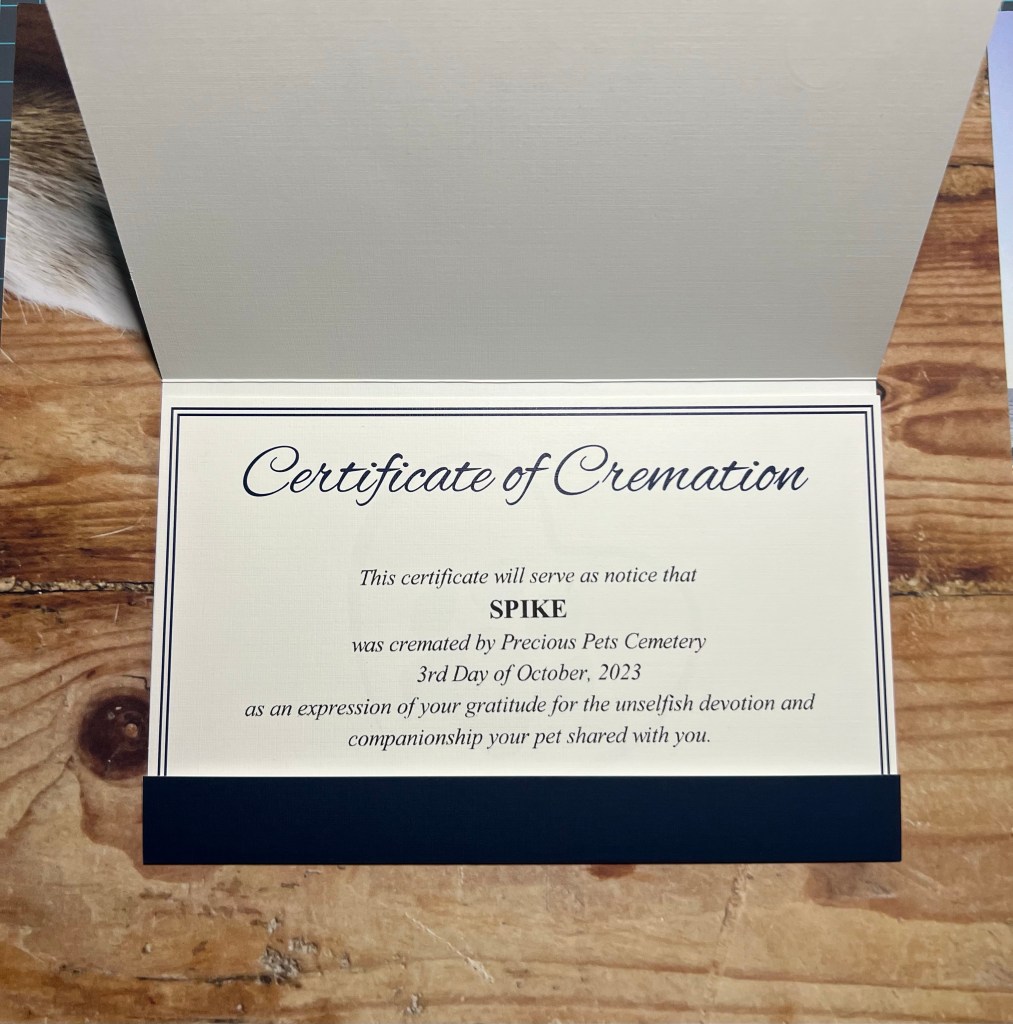 Certificate of Cremation
This certificate will serve as notice that
SPIKE
was cremated by Precious Pets Cemetery
3rd Day of October, 2023
as an expression of your gratitude for the unselfish devotion and
companionship your pet shared with you.